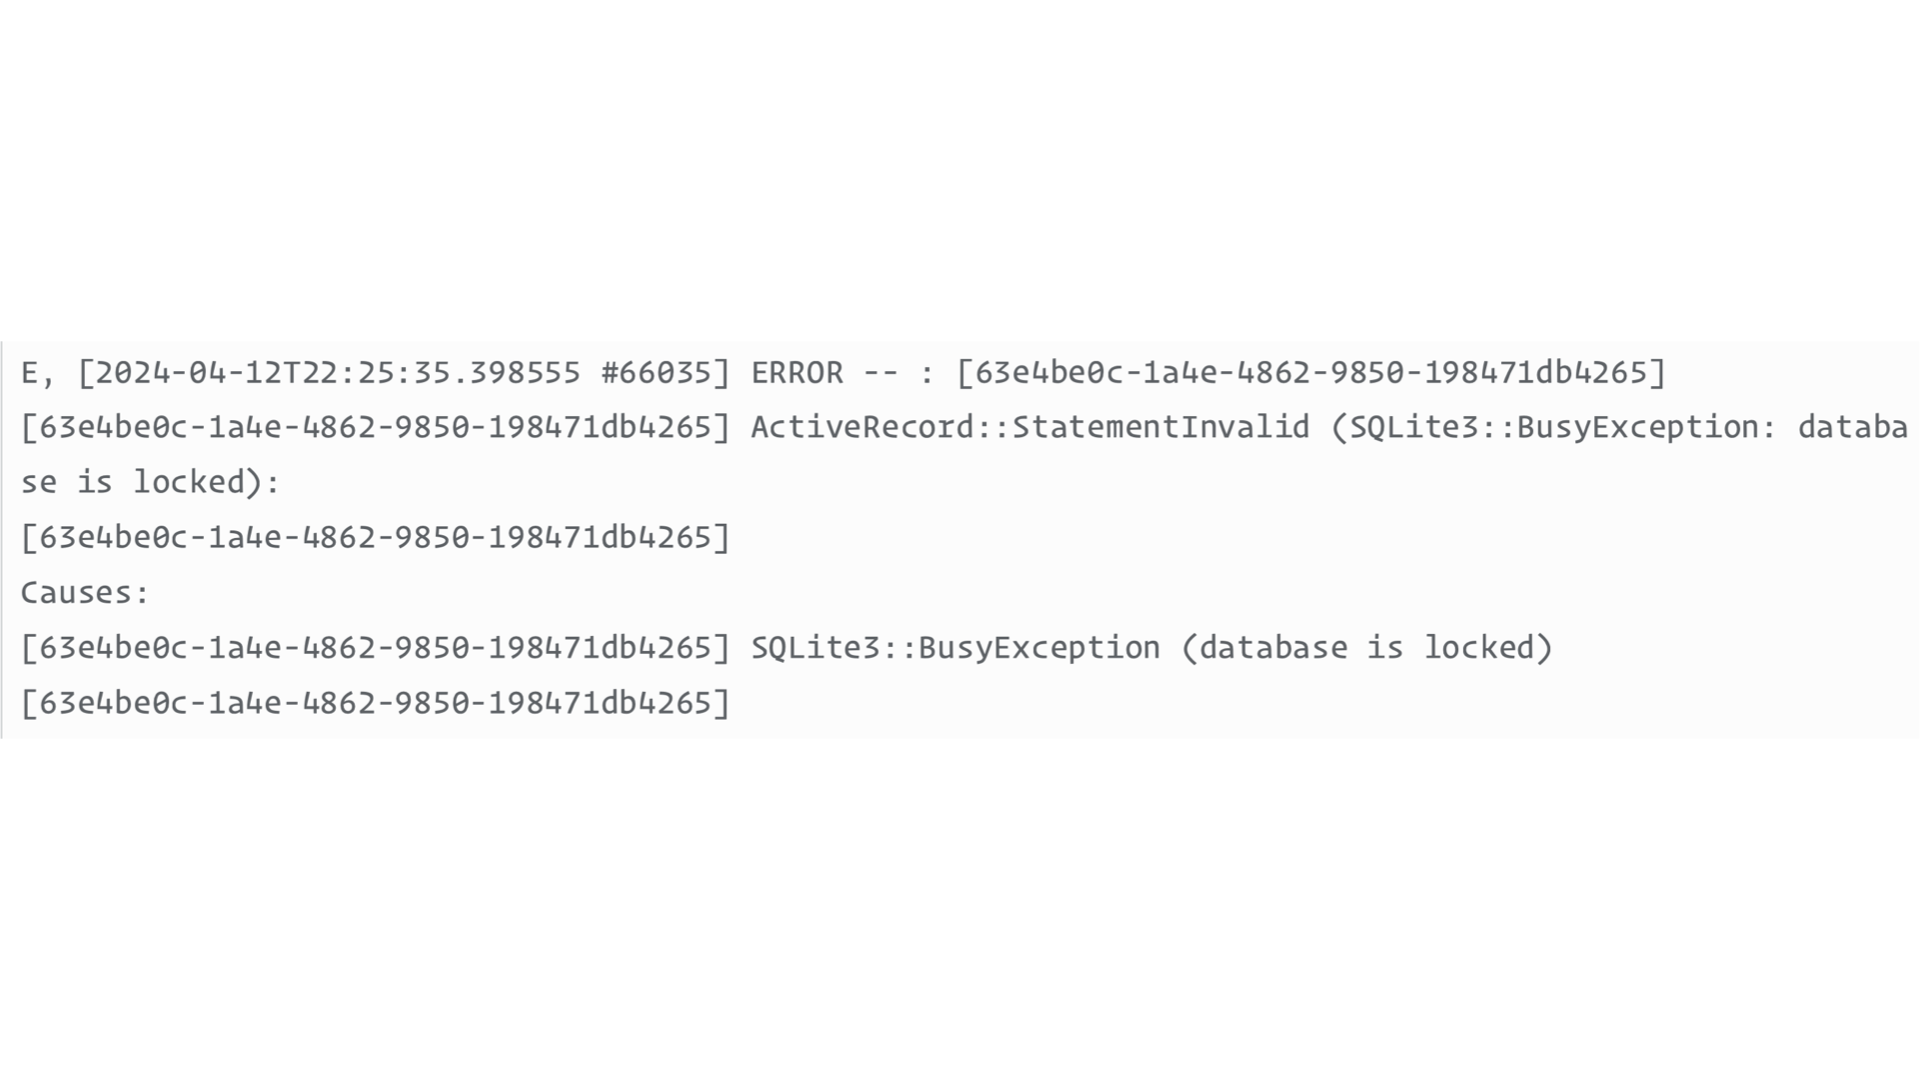 E, [2024-04-12T22:25:35.398555 #66035] ERROR -- : [63e4be0c-1a4e-4862-9850-198471db4265]
[63e4be0c-1a4e-4862-9850-198471db4265] ActiveRecord::StatementInvalid (SQLite3::BusyException: databa
se is locked):
[63e4be0c-1a4e-4862-9850-198471db4265]
Causes:
[63e4be0c-1a4e-4862-9850-198471db4265] SQLite3::BusyException (database is locked)
[63e4be0c-1a4e-4862-9850-198471db4265]